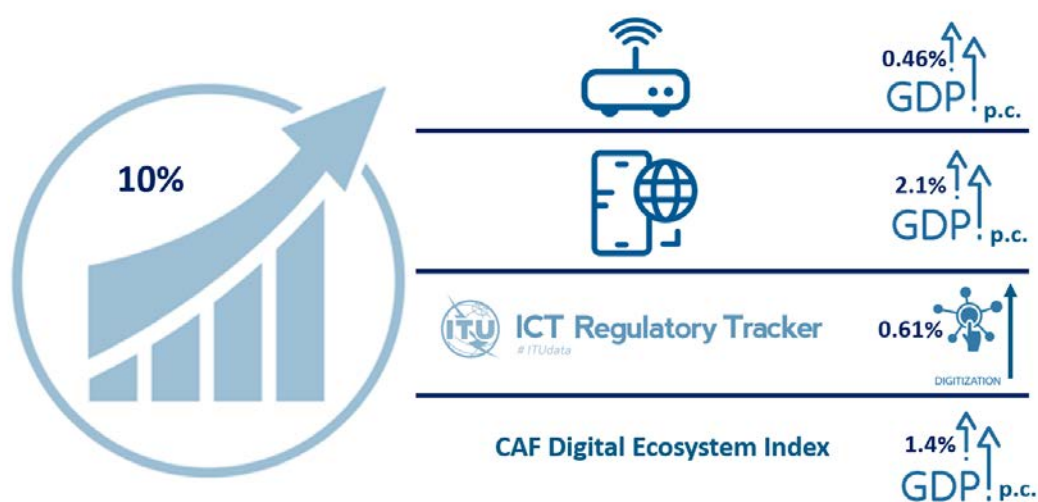 10%
0.46%
GDP p.c.
2.1%
GDP p.c.
ITU ICT Regulatory Tracker
#ITUdata
0.61%
DIGITIZATION
CAF Digital Ecosystem Index
1.4%
GDP p.c.